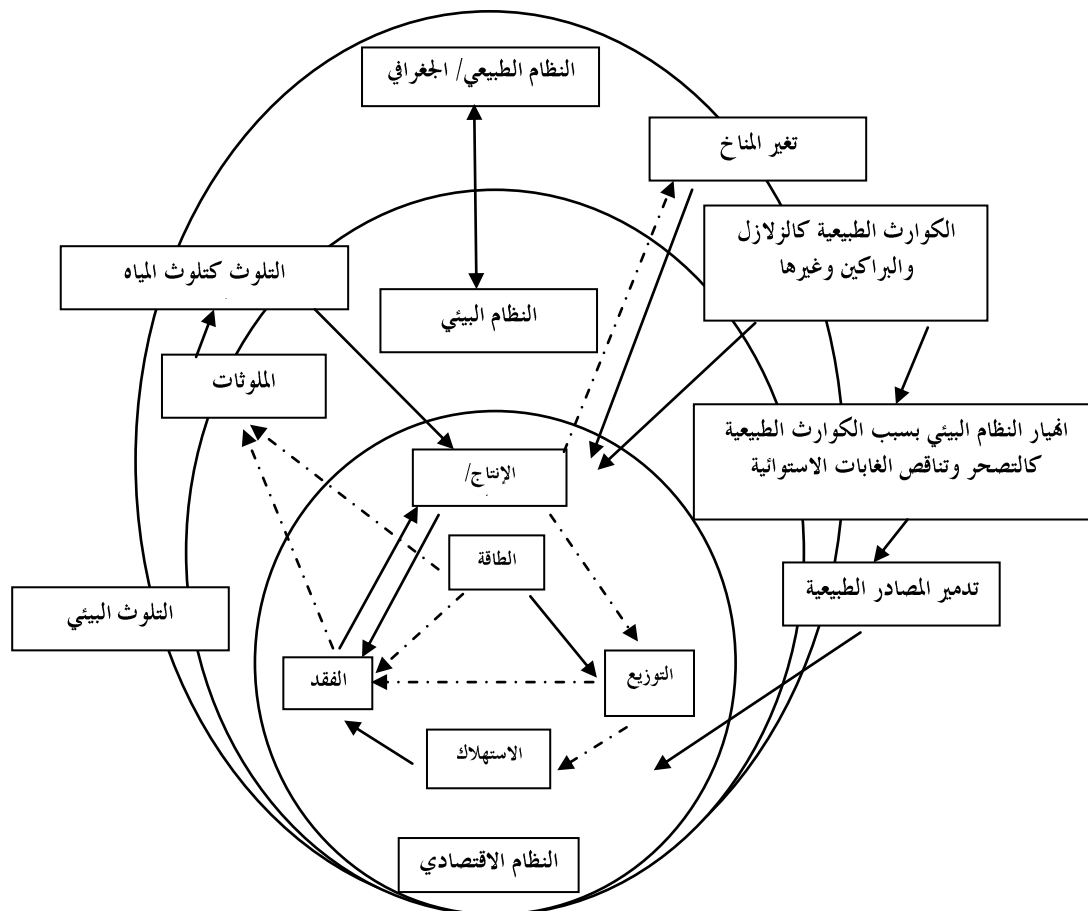 النظام الطبيعي/ الجغرافي
تغير المناخ
الكوارث الطبيعية كالزلازل
والبراكين وغيرها
التلوث كتلوث المياه
النظام البيئي
الملوثات
انهيار النظام البيئي بسبب الكوارث الطبيعية
كالتصحر وتناقص الغابات الاستوائية
الإنتاج/
الطاقة
تدمير المصادر الطبيعية
التلوث البيئي
الفقد
التوزيع
الاستهلاك
النظام الاقتصادي